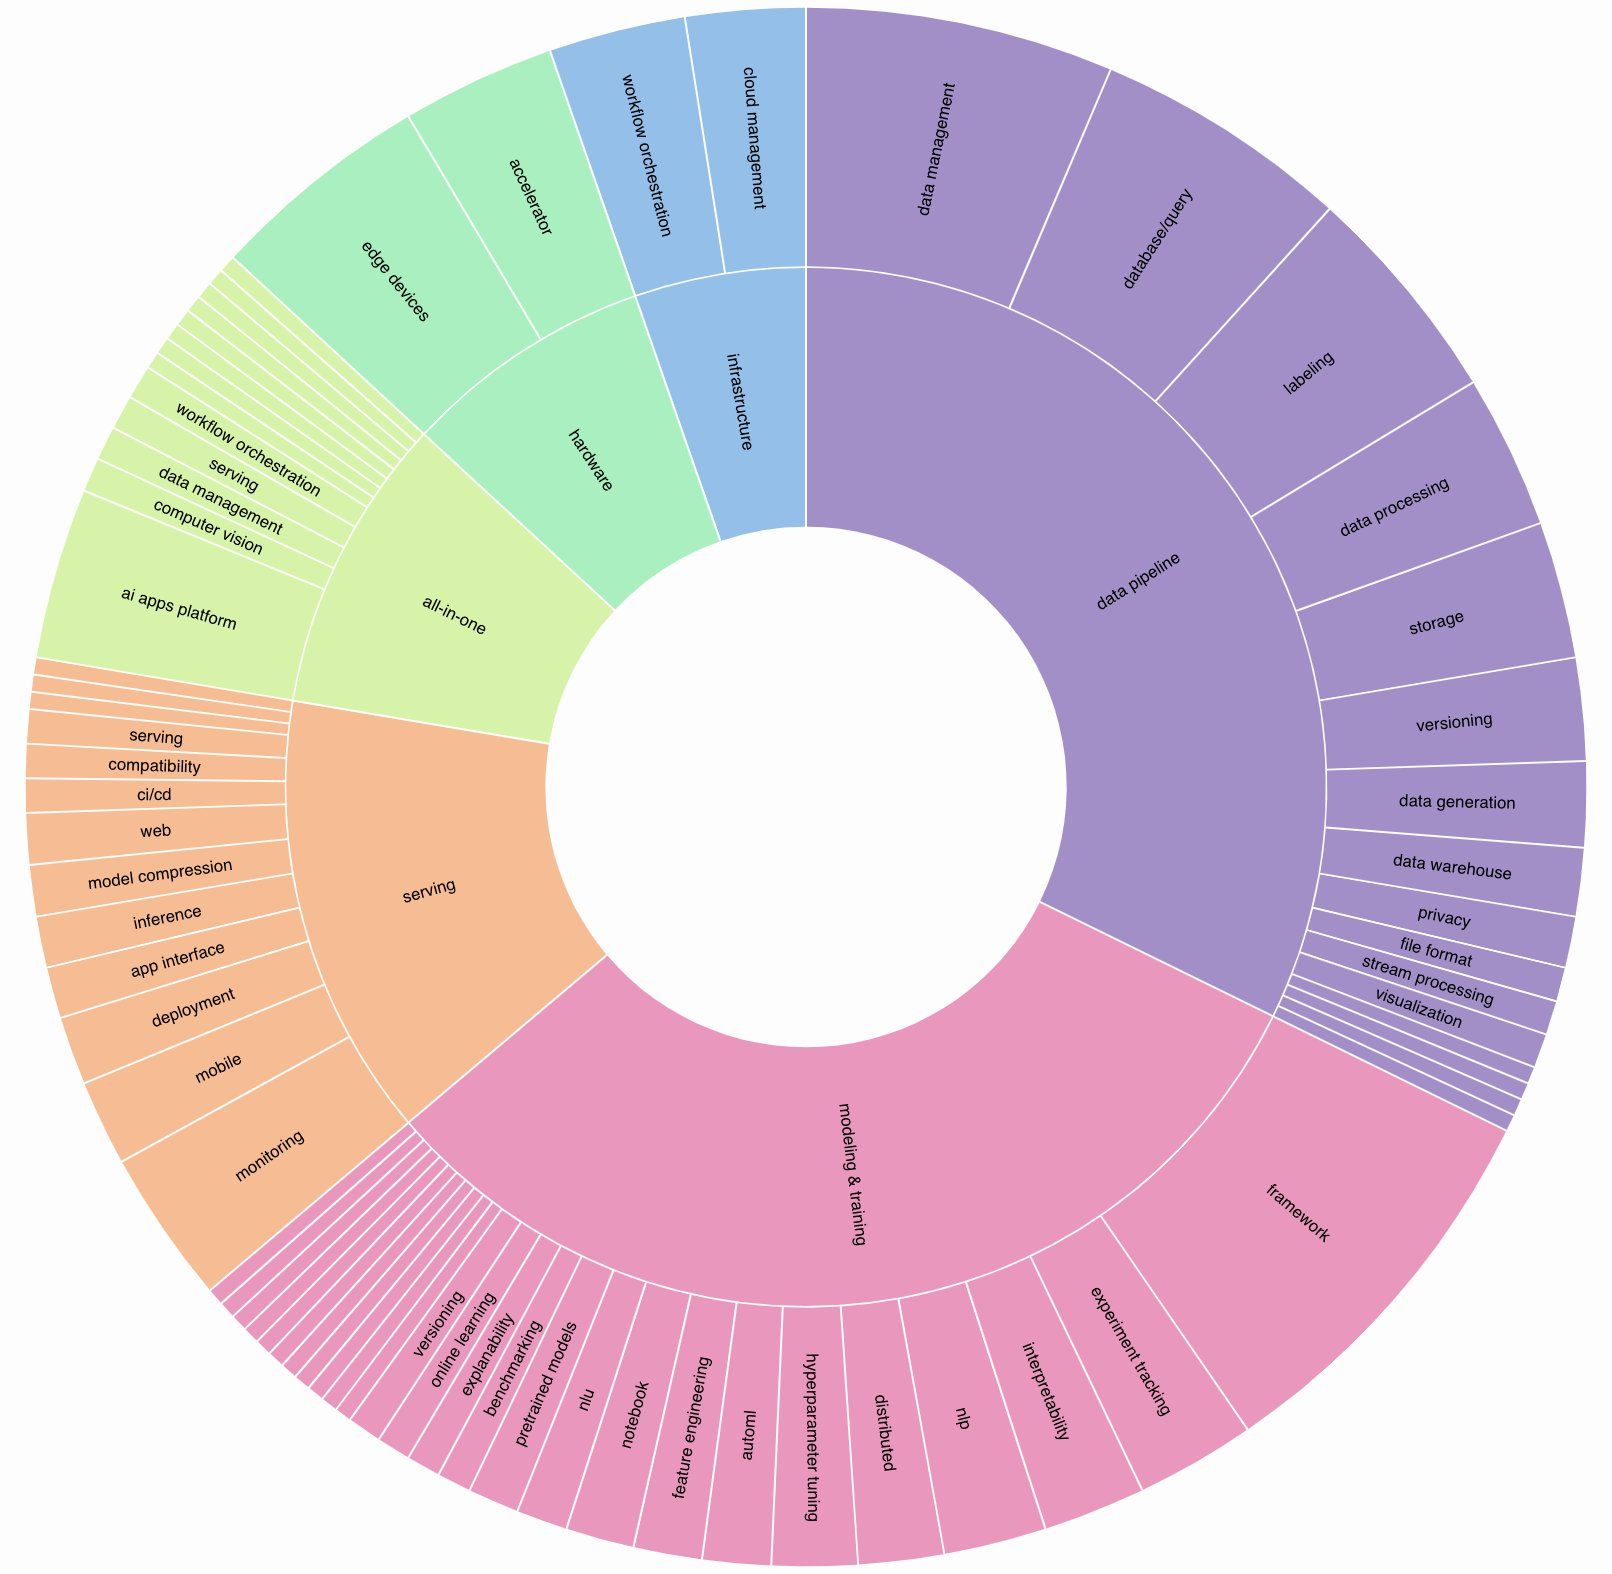 data pipeline
data management
database/query
labeling
data processing
storage
versioning
data generation
data warehouse
privacy
file format
stream processing
visualization
modeling & training
framework
experiment tracking
interpretability
nlp
distributed
hyperparameter tuning
automl
feature engineering
notebook
nlu
pretrained models
benchmarking
explanability
online learning
versioning
serving
monitoring
mobile
deployment
app interface
inference
model compression
web
ci/cd
compatibility
serving
all-in-one
ai apps platform
computer vision
data management
serving
workflow orchestration
hardware
edge devices
accelerator
infrastructure
workflow orchestration
cloud management